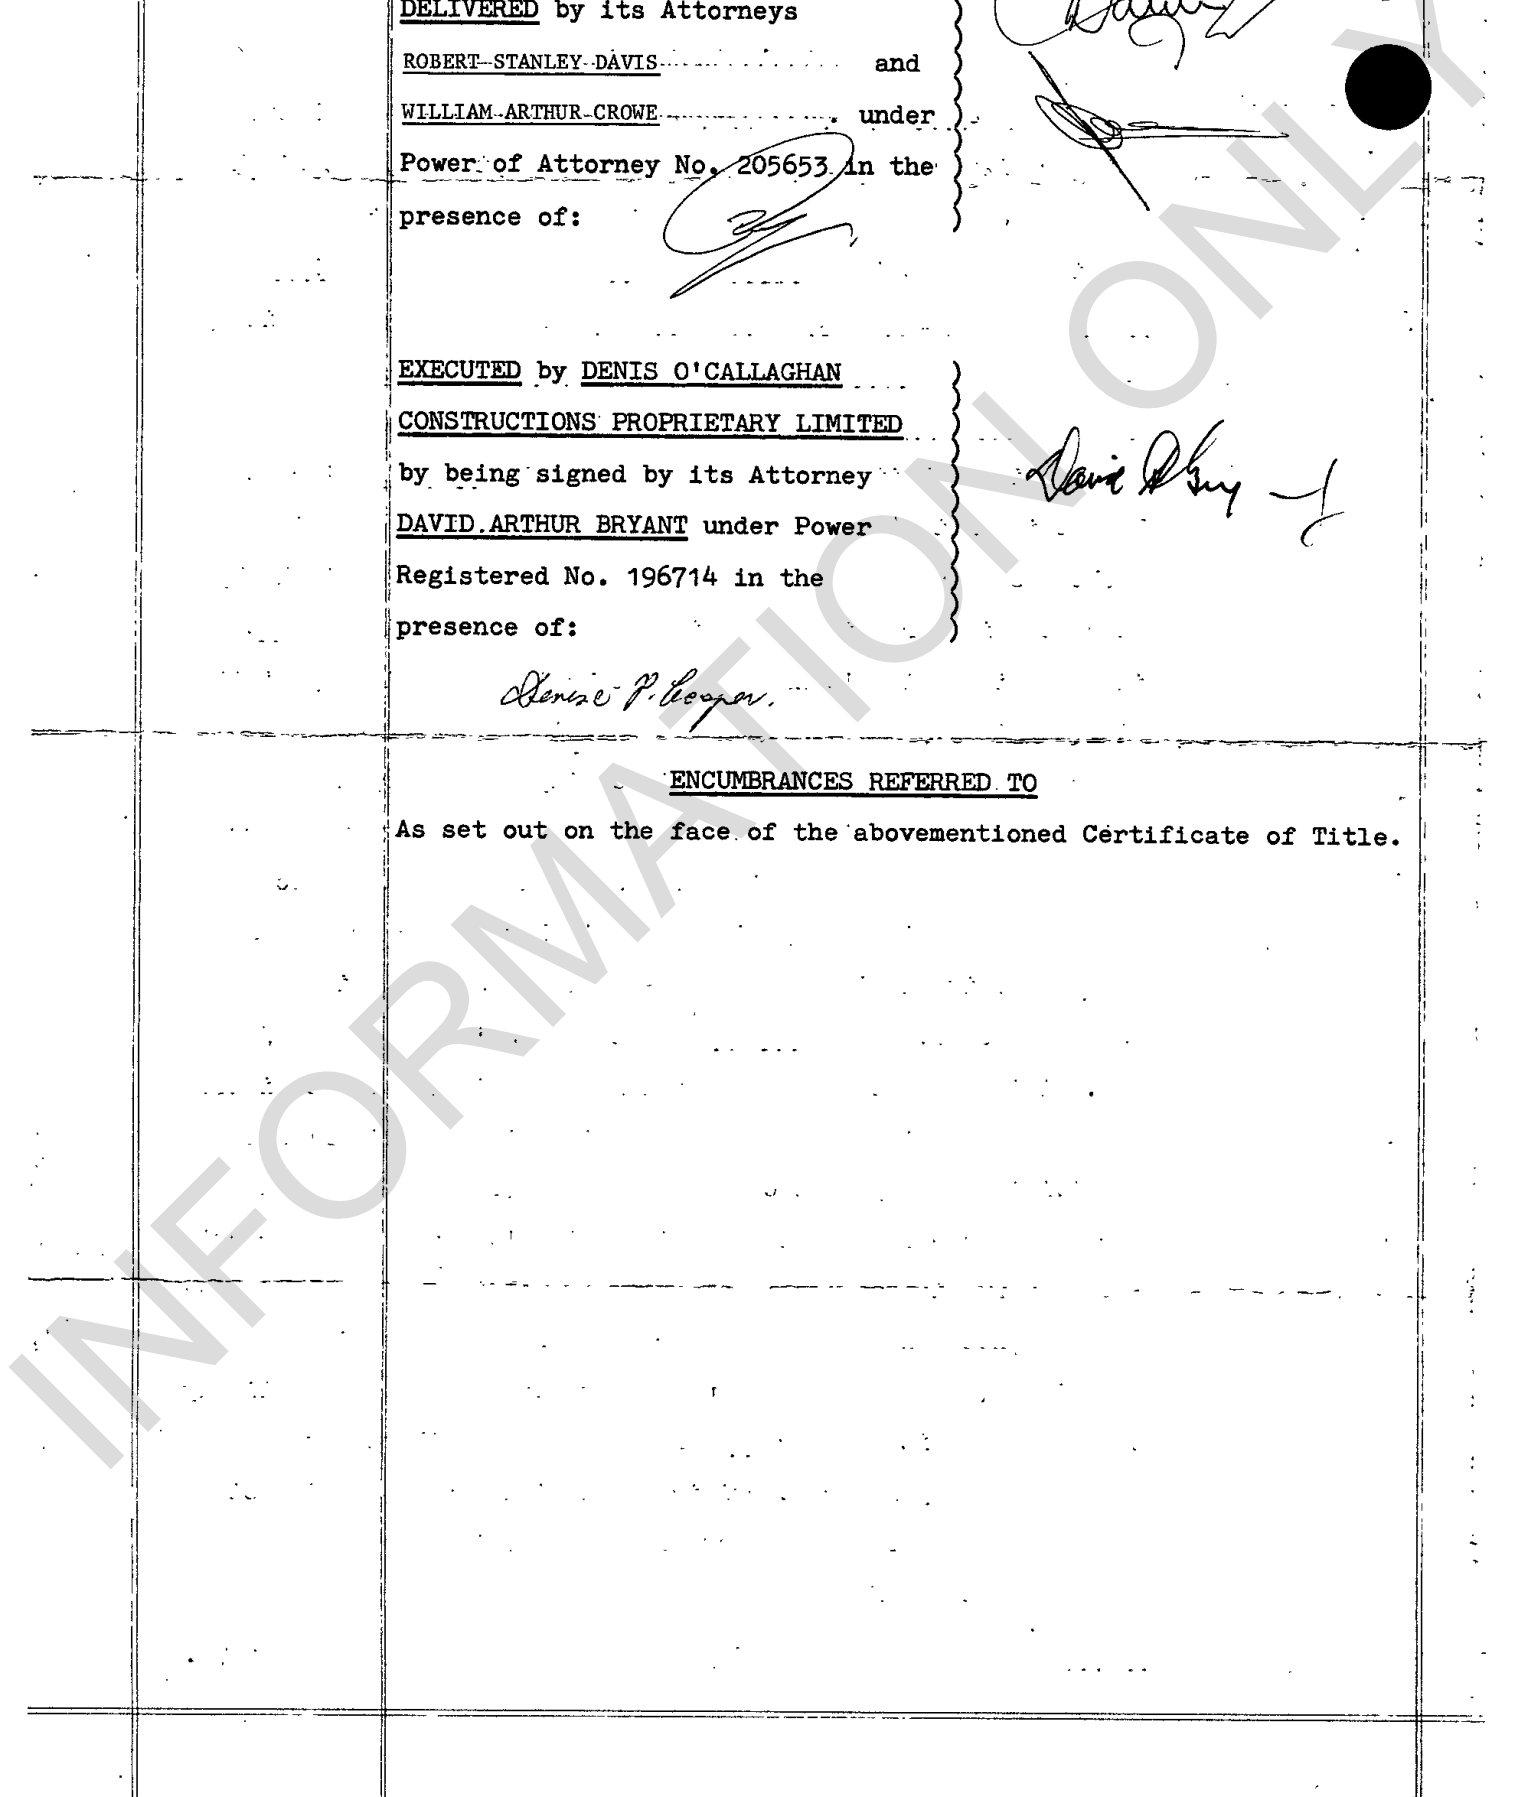 DELIVERED by its Attorneys
ROBERT STANLEY DAVIS and
WILLIAM ARTHUR CROWE under
Power of Attorney No. 205653 in the
presence of:
EXECUTED by DENIS O'CALLAGHAN
CONSTRUCTIONS PROPRIETARY LIMITED
by being signed by its Attorney
DAVID ARTHUR BRYANT under Power
Registered No. 196714 in the
presence of:
Denise P. Cooper.
ENCUMBRANCES REFERRED TO
As set out on the face of the abovementioned Certificate of Title.
INFORMATION ONLY